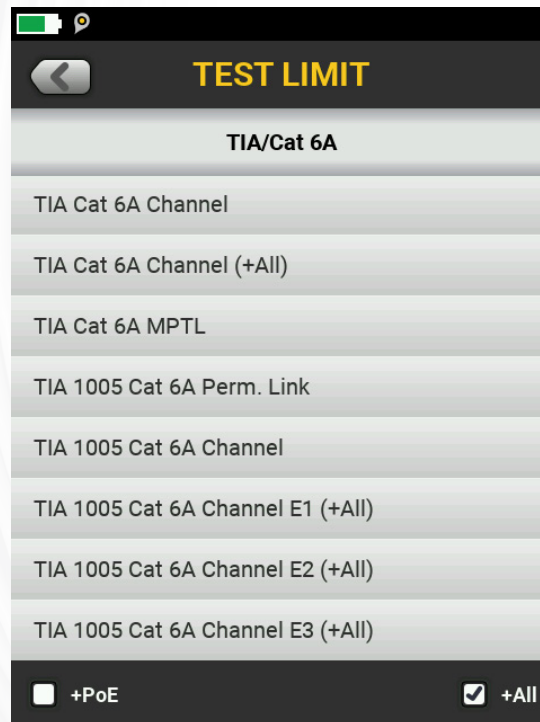 TEST LIMIT
TIA/Cat 6A
TIA Cat 6A Channel
TIA Cat 6A Channel (+All)
TIA Cat 6A MPTL
TIA 1005 Cat 6A Perm. Link
TIA 1005 Cat 6A Channel
TIA 1005 Cat 6A Channel E1 (+All)
TIA 1005 Cat 6A Channel E2 (+All)
TIA 1005 Cat 6A Channel E3 (+All)
+PoE +All